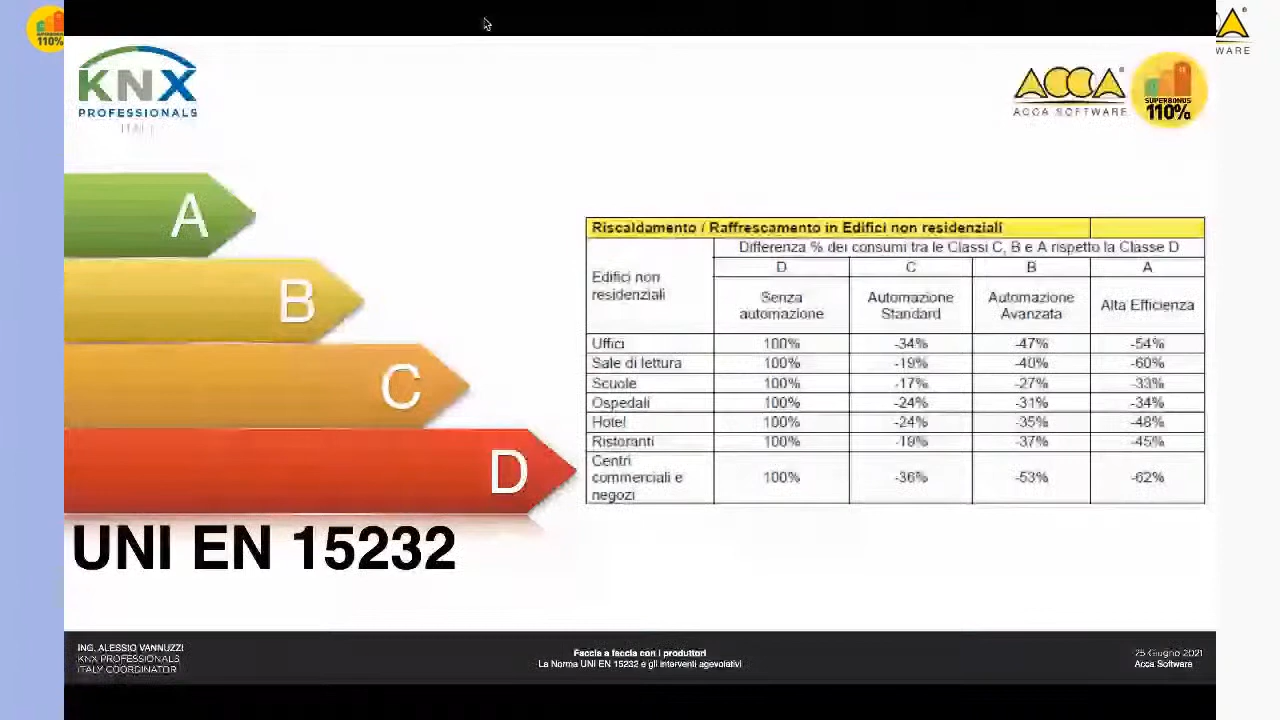 SUPERBONUS
110%
WARE
KNX
PROFESSIONALS
ITALY
ACCA
ACCA SOFTWARE
SUPERBONUS
110%
A
B
C
D
UNI EN 15232
Riscaldamento / Raffrescamento in Edifici non residenziali
Edifici non residenziali
Differenza % dei consumi tra le Classi C, B e A rispetto la Classe D
D C B A
Senza automazione Automazione Standard Automazione Avanzata Alta Efficienza
Uffici 100% -34% -47% -54%
Sale di lettura 100% -19% -40% -60%
Scuole 100% -17% -27% -33%
Ospedali 100% -24% -31% -34%
Hotel 100% -24% -35% -48%
Ristoranti 100% -19% -37% -45%
Centri commerciali e negozi 100% -36% -53% -62%
ING. ALESSIO VANNUZZI
KNX PROFESSIONALS
ITALY COORDINATOR
Faccia a faccia con i produttori
La Norma UNI EN 15232 e gli interventi agevolativi
25 Giugno 2021
Acca Software